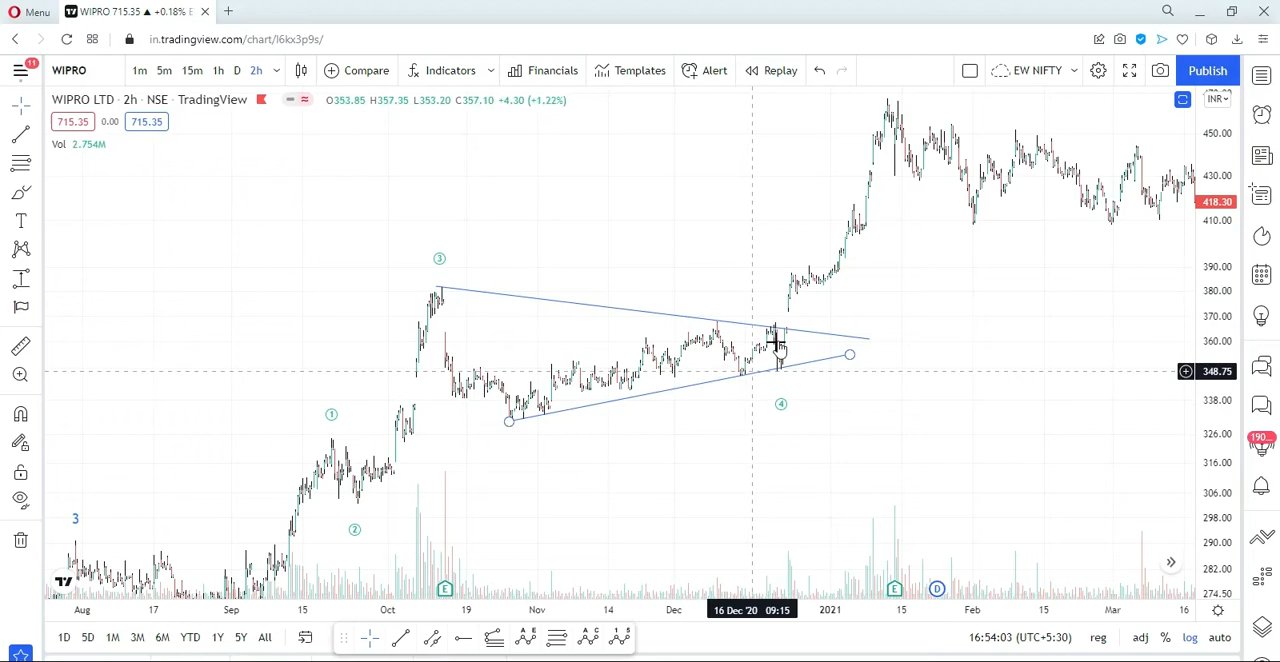 Menu
WIPRO 715.35 ▲ +0.18% E
in.tradingview.com/chart/l6kx3p9s/
11
WIPRO
1m 5m 15m 1h D 2h
Compare
Indicators
Financials
Templates
Alert
Replay
EW NIFTY
Publish
WIPRO LTD · 2h · NSE · TradingView
O353.85 H357.35 L353.20 C357.10 +4.30 (+1.22%)
INR
715.35 0.00 715.35
Vol 2.754M
450.00
430.00
418.30
410.00
390.00
380.00
370.00
360.00
348.75
338.00
326.00
316.00
306.00
298.00
290.00
282.00
274.50
190...
3
1
2
3
4
E
E
D
Aug 17 Sep 15 Oct 19 Nov 14 Dec 16 Dec '20 09:15 2021 15 Feb 15 Mar 16
1D 5D 1M 3M 6M YTD 1Y 5Y All
16:54:03 (UTC+5:30) reg adj % log auto